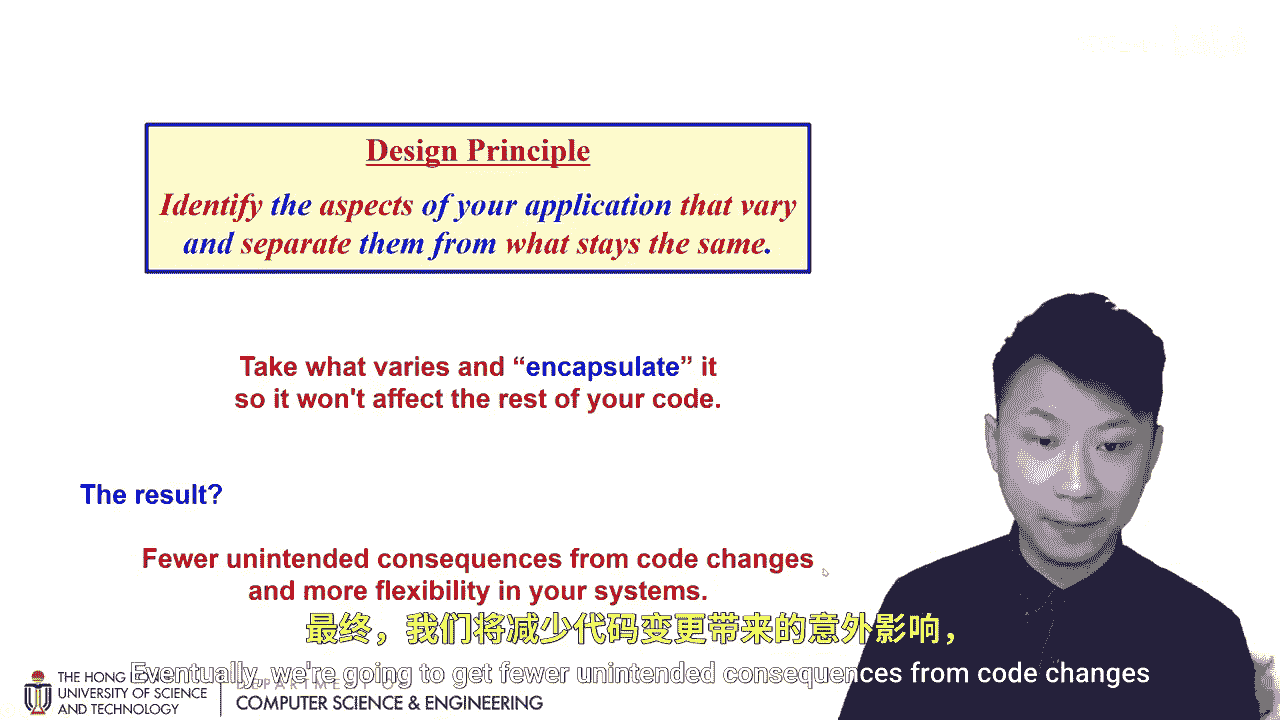 Design Principle
Identify the aspects of your application that vary
and separate them from what stays the same.
Take what varies and “encapsulate” it
so it won't affect the rest of your code.
The result?
Fewer unintended consequences from code changes
and more flexibility in your systems.
最终，我们将减少代码变更带来的意外影响，
Eventually, we're going to get fewer unintended consequences from code changes
THE HONG
UNIVERSITY OF SCIENCE
AND TECHNOLOGY
COMPUTER SCIENCE & ENGINEERING